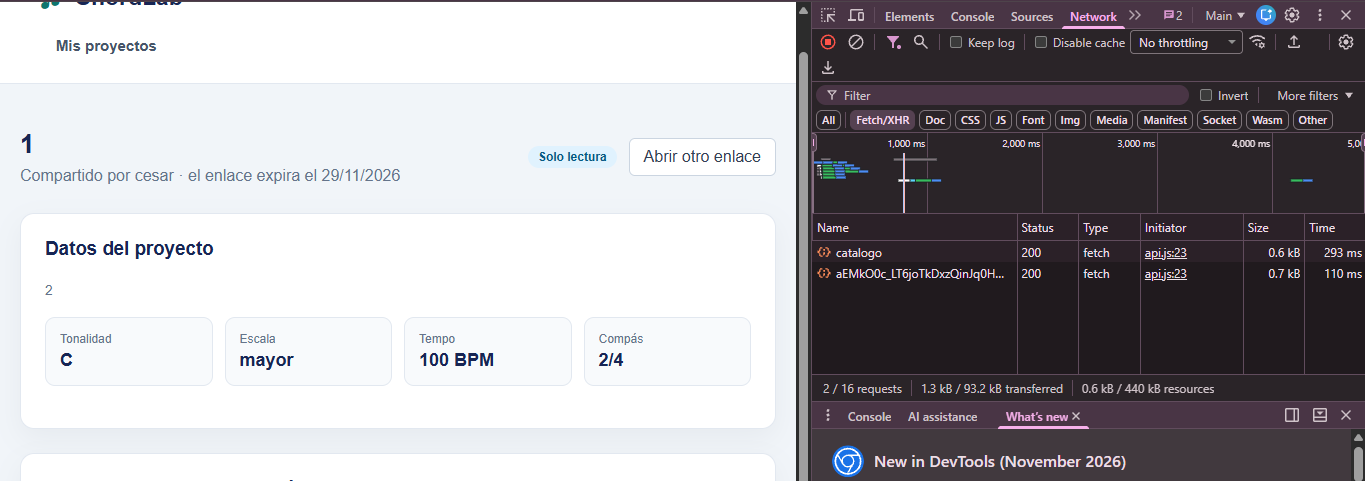 Mis proyectos
1
Compartido por cesar · el enlace expira el 29/11/2026
Solo lectura
Abrir otro enlace
Datos del proyecto
2
Tonalidad
C
Escala
mayor
Tempo
100 BPM
Compás
2/4
Elements Console Sources Network 2 Main
Keep log Disable cache No throttling
Filter Invert More filters
All Fetch/XHR Doc CSS JS Font Img Media Manifest Socket Wasm Other
1,000 ms 2,000 ms 3,000 ms 4,000 ms 5,0
Name Status Type Initiator Size Time
catalogo 200 fetch api.js:23 0.6 kB 293 ms
aEMkO0c_LT6joTkDxzQinJq0H... 200 fetch api.js:23 0.7 kB 110 ms
2 / 16 requests 1.3 kB / 93.2 kB transferred 0.6 kB / 440 kB resources
Console AI assistance What's new
New in DevTools (November 2026)